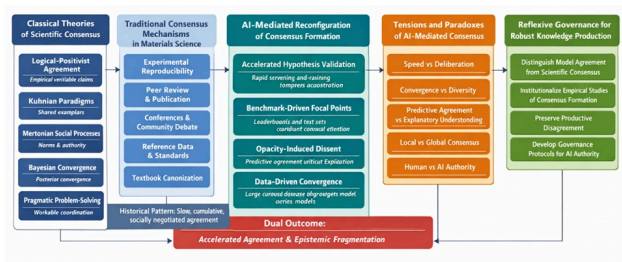 Classical Theories
of Scientific Consensus
Logical-Positivist
Agreement
Empirical veritable claims
Kuhnian Paradigms
Shared exemplars
Mertonian Social Processes
Norms & authority
Bayesian Convergence
Posterior convergence
Pragmatic Problem-Solving
Workable coordination
Traditional Consensus
Mechanisms
in Materials Science
Experimental
Reproducibility
Peer Review
& Publication
Conferences &
Community Debate
Reference Data
& Standards
Textbook Canonization
Historical Pattern: Slow, cumulative,
socially negotiated agreement
AI-Mediated Reconfiguration
of Consensus Formation
Accelerated Hypothesis Validation
Rapid
Benchmark-Driven Focal Points
Leaderboards and test sets
attention
Opacity-Induced Dissent
Predictive agreement
Data-Driven Convergence
Large
models
Tensions and Paradoxes
of AI-Mediated Consensus
Speed vs Deliberation
Convergence vs Diversity
Predictive Agreement
vs Explanatory Understanding
Local vs Global Consensus
Human vs AI Authority
Reflexive Governance for
Robust Knowledge Production
Distinguish Model Agreement
from Scientific Consensus
Institutionalize Empirical Studies
of Consensus Formation
Preserve Productive
Disagreement
Develop Governance
Protocols for AI Authority
Dual Outcome:
Accelerated Agreement & Epistemic Fragmentation